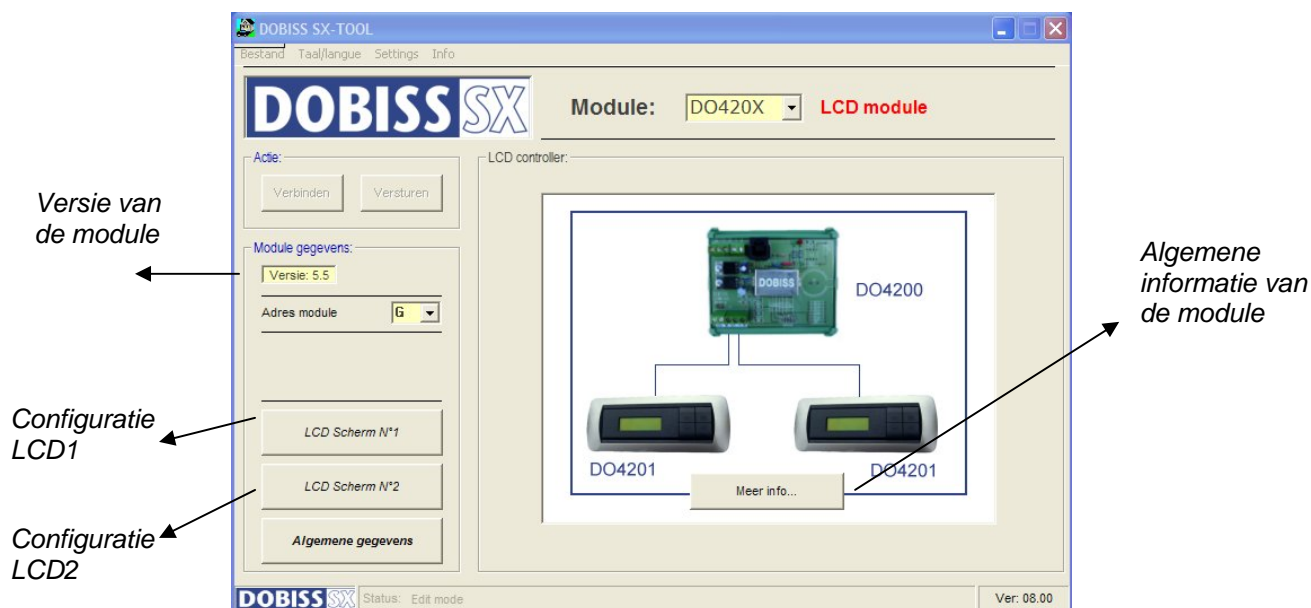 DOBISS SX-TOOL
Bestand Taal/langue Settings Info
DOBISS SX
Module: DO420X LCD module
Actie:
Verbinden Versturen
LCD controller:
Versie van
de module
Module gegevens:
Versie: 5.5
Adres module G
DOBISS
DO4200
Algemene
informatie van
de module
Configuratie
LCD1
LCD Scherm N°1
LCD Scherm N°2
DO4201
DO4201
Meer info...
Configuratie
LCD2
Algemene gegevens
DOBISS SX Status: Edit mode Ver: 08.00